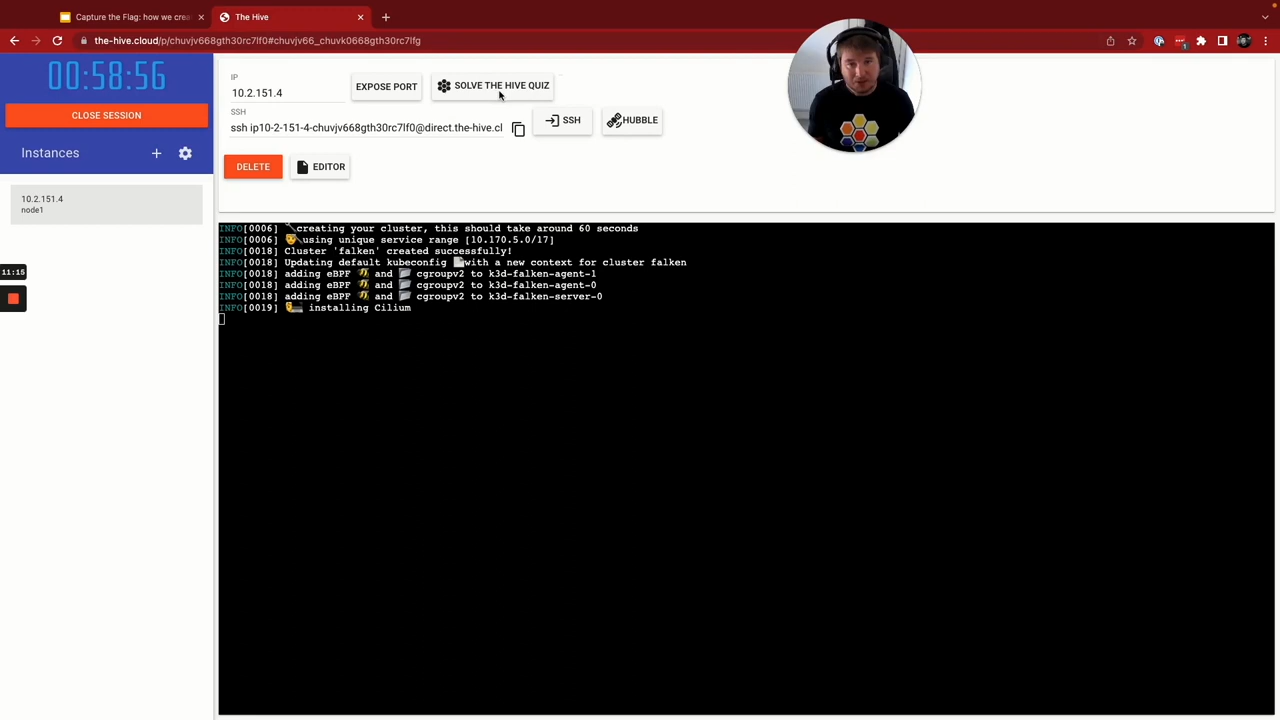 Capture the Flag: how we crea
The Hive
the-hive.cloud/p/chuvjv668gth30rc7lf0#chuvjv66_chuvk0668gth30rc7lfg
00:58:56
CLOSE SESSION
Instances
10.2.151.4
node1
11:15
IP
10.2.151.4
EXPOSE PORT
SOLVE THE HIVE QUIZ
SSH
ssh ip10-2-151-4-chuvjv668gth30rc7lf0@direct.the-hive.cl
SSH
HUBBLE
DELETE
EDITOR
INFO[0006] creating your cluster, this should take around 60 seconds
INFO[0006] using unique service range [10.170.5.0/17]
INFO[0018] Cluster 'falken' created successfully!
INFO[0018] Updating default kubeconfig with a new context for cluster falken
INFO[0018] adding eBPF 🐝 and cgroupv2 to k3d-falken-agent-1
INFO[0018] adding eBPF 🐝 and cgroupv2 to k3d-falken-agent-0
INFO[0018] adding eBPF 🐝 and cgroupv2 to k3d-falken-server-0
INFO[0019] installing Cilium